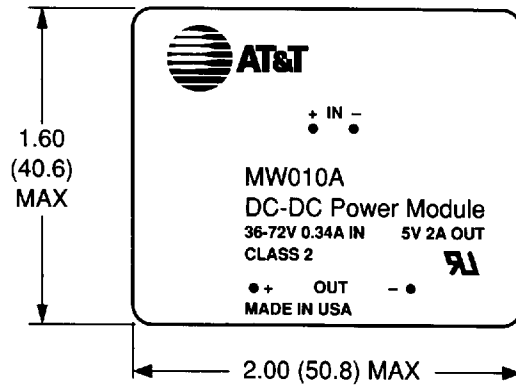 AT&T
+ IN –
1.60
(40.6)
MAX
MW010A
DC-DC Power Module
36-72V 0.34A IN 5V 2A OUT
CLASS 2
+ OUT –
MADE IN USA
2.00 (50.8) MAX